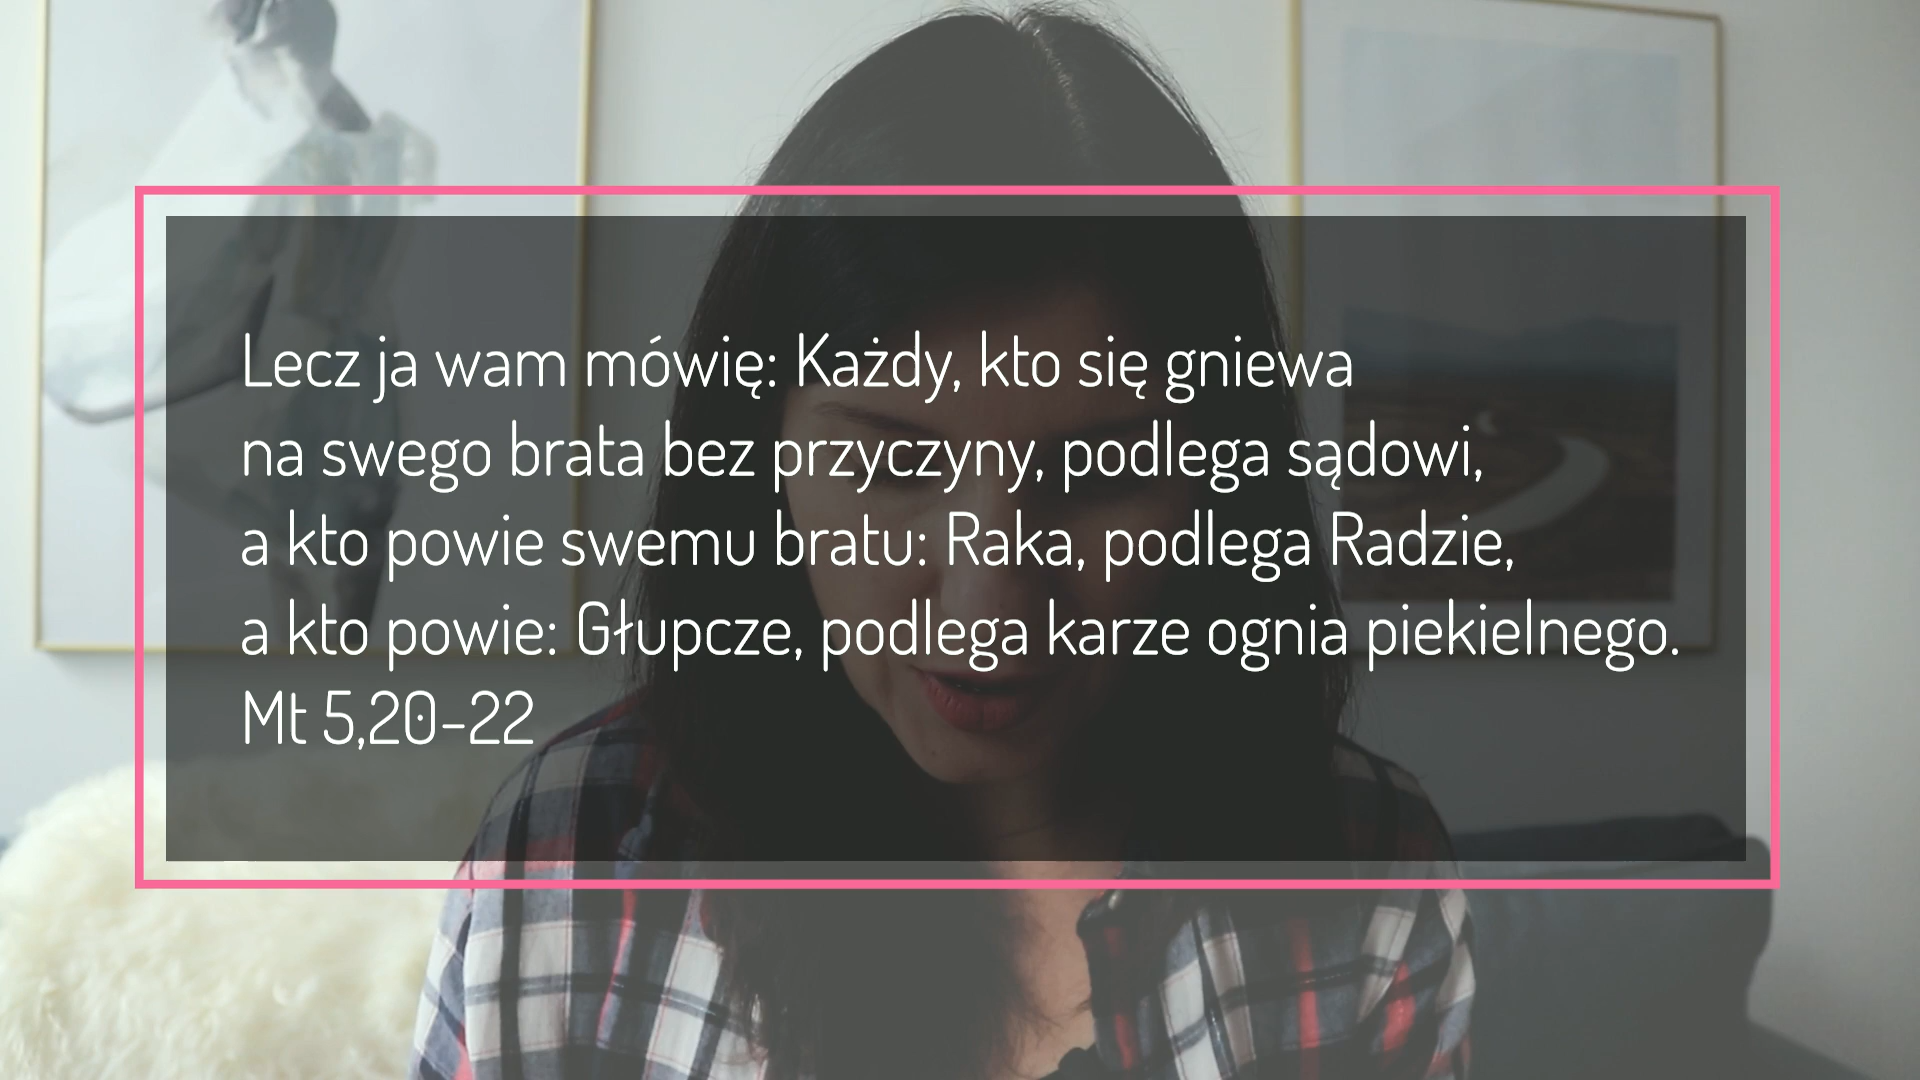 Lecz ja wam mówię: Każdy, kto się gniewa
na swego brata bez przyczyny, podlega sądowi,
a kto powie swemu bratu: Raka, podlega Radzie,
a kto powie: Głupcze, podlega karze ognia piekielnego.
Mt 5,20-22